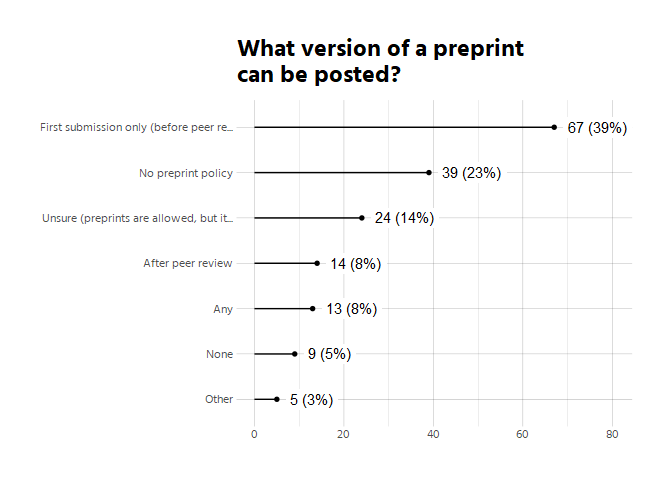 What version of a preprint
can be posted?
First submission only (before peer re...
67 (39%)
No preprint policy
39 (23%)
Unsure (preprints are allowed, but it...
24 (14%)
After peer review
14 (8%)
Any
13 (8%)
None
9 (5%)
Other
5 (3%)
0 20 40 60 80